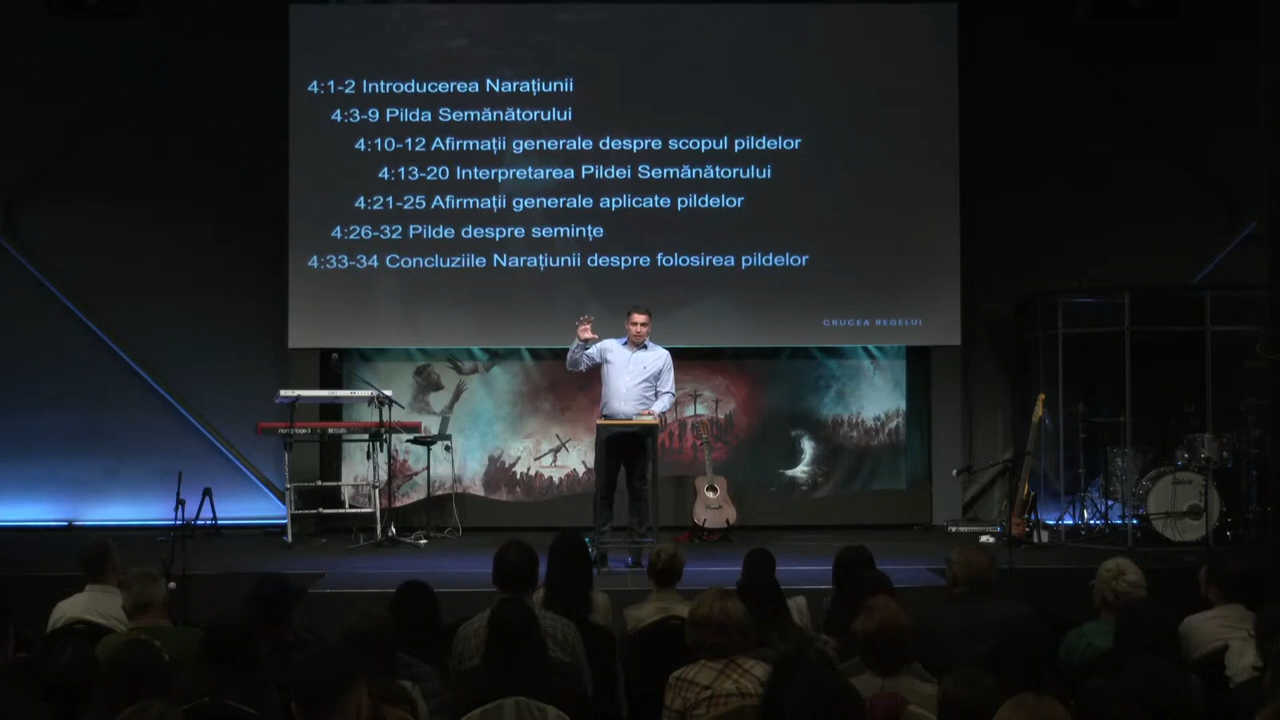 4:1-2 Introducerea Narațiunii
4:3-9 Pilda Semănătorului
4:10-12 Afirmații generale despre scopul pildelor
4:13-20 Interpretarea Pildei Semănătorului
4:21-25 Afirmații generale aplicate pildelor
4:26-32 Pilde despre semințe
4:33-34 Concluziile Narațiunii despre folosirea pildelor
CRUCEA REGELUI